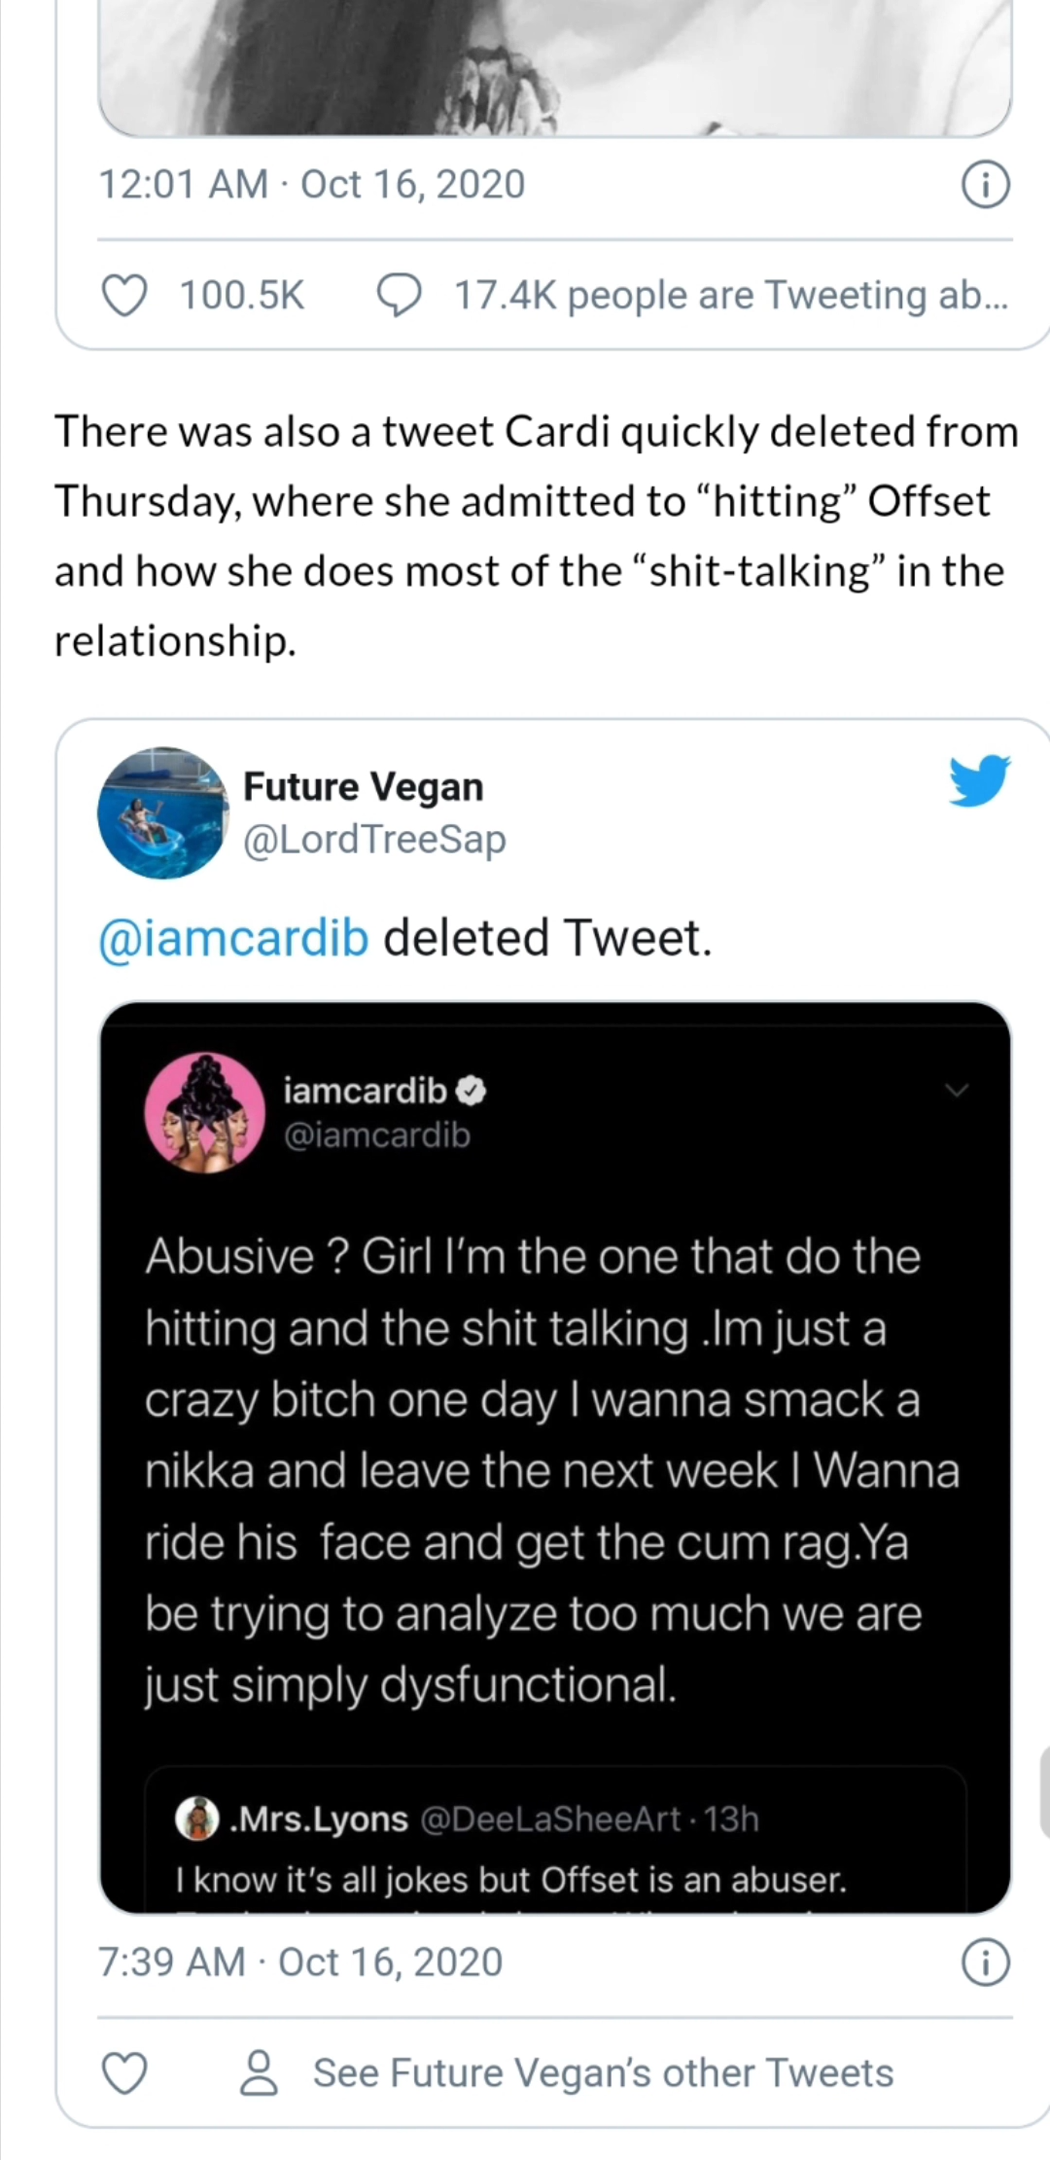 12:01 AM · Oct 16, 2020
100.5K 17.4K people are Tweeting ab...
There was also a tweet Cardi quickly deleted from
Thursday, where she admitted to “hitting” Offset
and how she does most of the “shit-talking” in the
relationship.
Future Vegan
@LordTreeSap
@iamcardib deleted Tweet.
iamcardib
@iamcardib
Abusive ? Girl I’m the one that do the
hitting and the shit talking .Im just a
crazy bitch one day I wanna smack a
nikka and leave the next week I Wanna
ride his  face and get the cum rag.Ya
be trying to analyze too much we are
just simply dysfunctional.
.Mrs.Lyons @DeeLaSheeArt · 13h
I know it’s all jokes but Offset is an abuser.
7:39 AM · Oct 16, 2020
See Future Vegan’s other Tweets